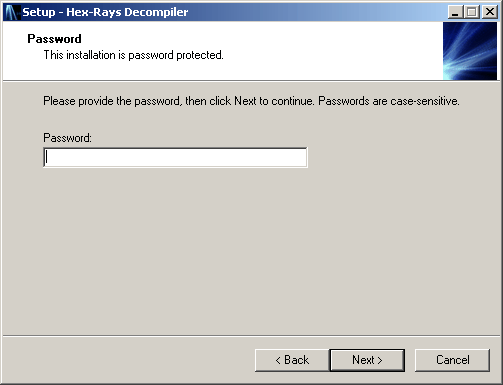 Setup - Hex-Rays Decompiler
Password
This installation is password protected.
Please provide the password, then click Next to continue. Passwords are case-sensitive.
Password:
< Back
Next >
Cancel